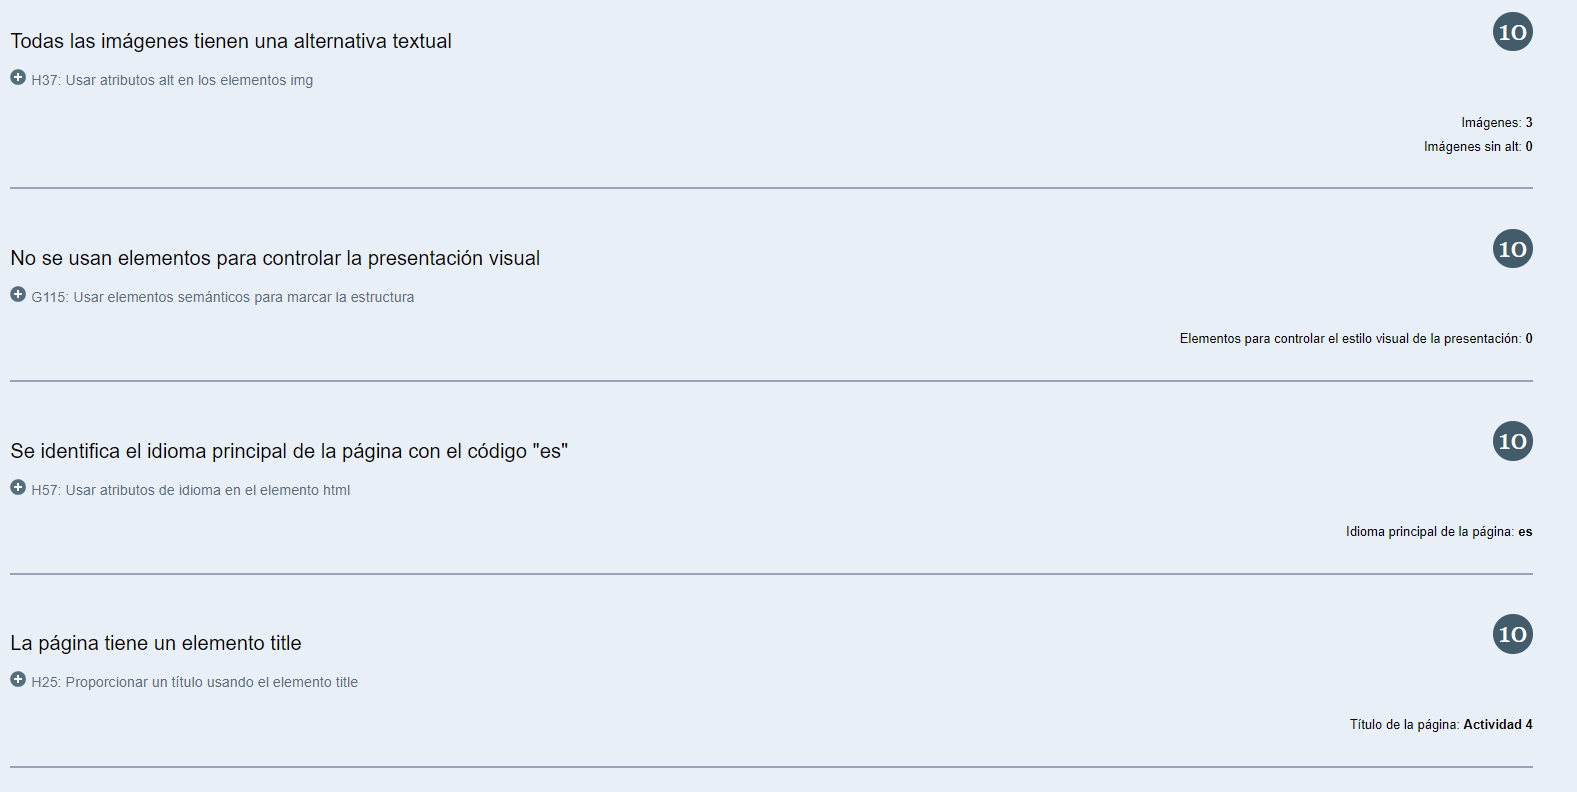 Todas las imágenes tienen una alternativa textual
10
H37: Usar atributos alt en los elementos img
Imágenes: 3
Imágenes sin alt: 0
No se usan elementos para controlar la presentación visual
10
G115: Usar elementos semánticos para marcar la estructura
Elementos para controlar el estilo visual de la presentación: 0
Se identifica el idioma principal de la página con el código "es"
10
H57: Usar atributos de idioma en el elemento html
Idioma principal de la página: es
La página tiene un elemento title
10
H25: Proporcionar un título usando el elemento title
Título de la página: Actividad 4